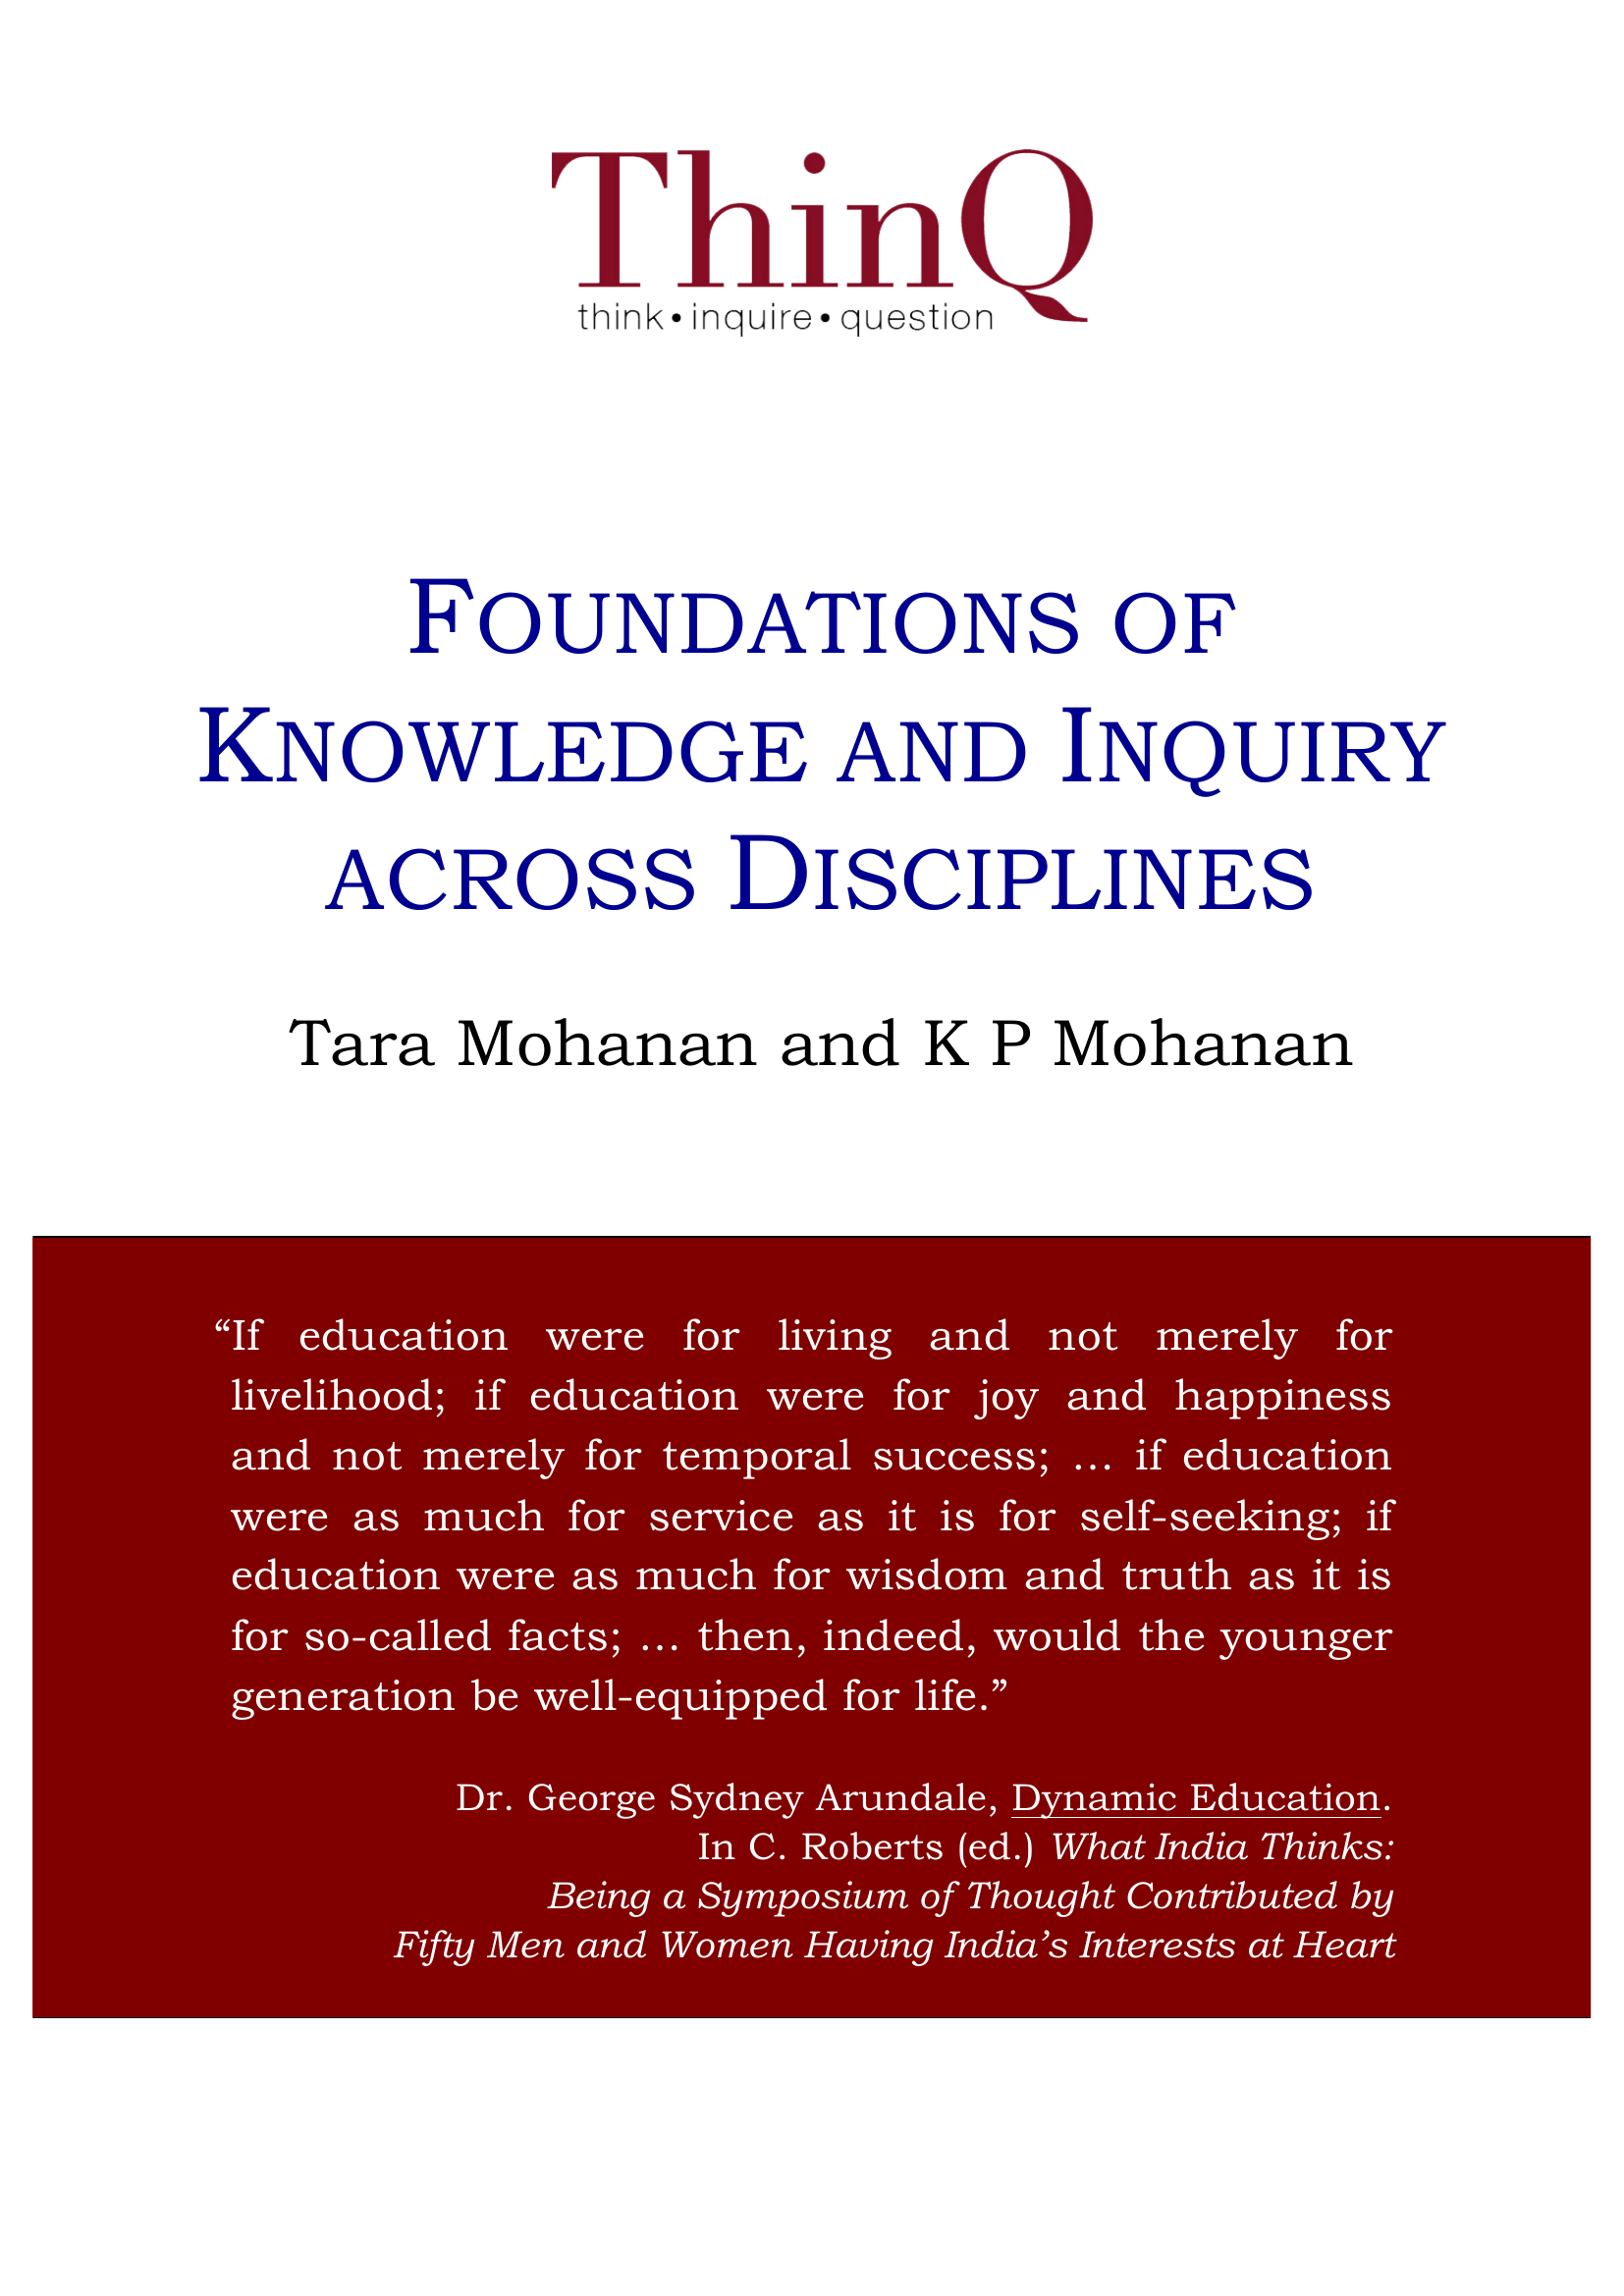 ThinQ
think • inquire • question
FOUNDATIONS OF
KNOWLEDGE AND INQUIRY
ACROSS DISCIPLINES
Tara Mohanan and K P Mohanan
“If education were for living and not merely for
livelihood; if education were for joy and happiness
and not merely for temporal success; … if education
were as much for service as it is for self-seeking; if
education were as much for wisdom and truth as it is
for so-called facts; … then, indeed, would the younger
generation be well-equipped for life.”
Dr. George Sydney Arundale, Dynamic Education.
In C. Roberts (ed.) What India Thinks:
Being a Symposium of Thought Contributed by
Fifty Men and Women Having India’s Interests at Heart